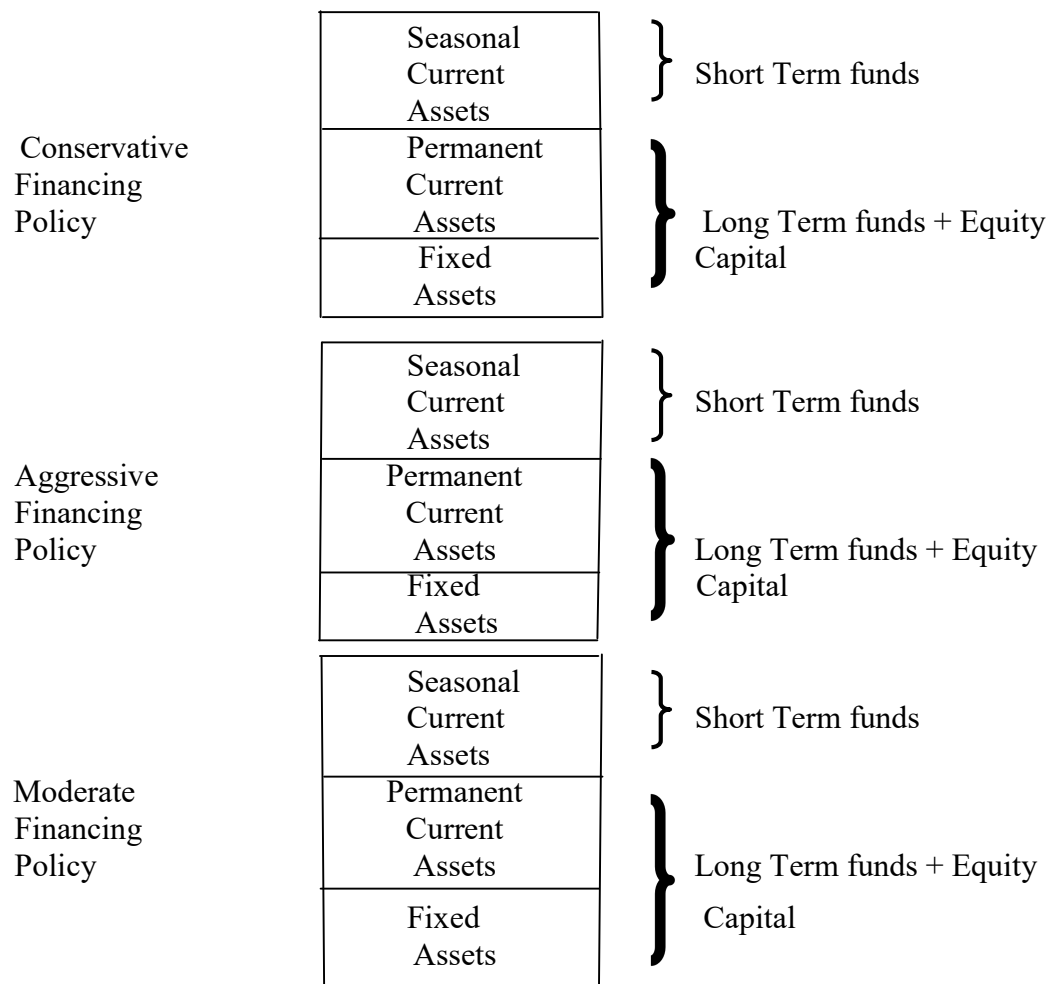 Seasonal
Current
Assets
Short Term funds
Conservative
Financing
Policy
Permanent
Current
Assets
Fixed
Assets
Long Term funds + Equity
Capital
Seasonal
Current
Assets
Short Term funds
Aggressive
Financing
Policy
Permanent
Current
Assets
Fixed
Assets
Long Term funds + Equity
Capital
Seasonal
Current
Assets
Short Term funds
Moderate
Financing
Policy
Permanent
Current
Assets
Fixed
Assets
Long Term funds + Equity
Capital